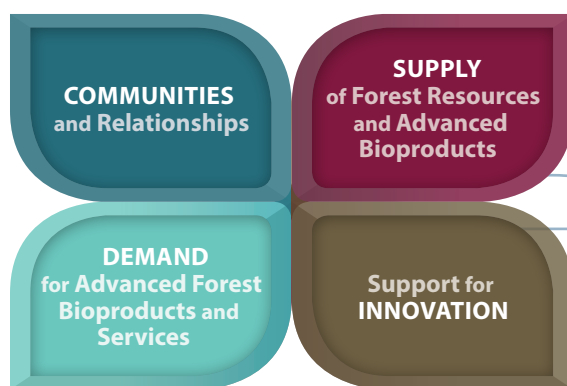 COMMUNITIES
and Relationships
SUPPLY
of Forest Resources
and Advanced
Bioproducts
DEMAND
for Advanced Forest
Bioproducts and
Services
Support for
INNOVATION